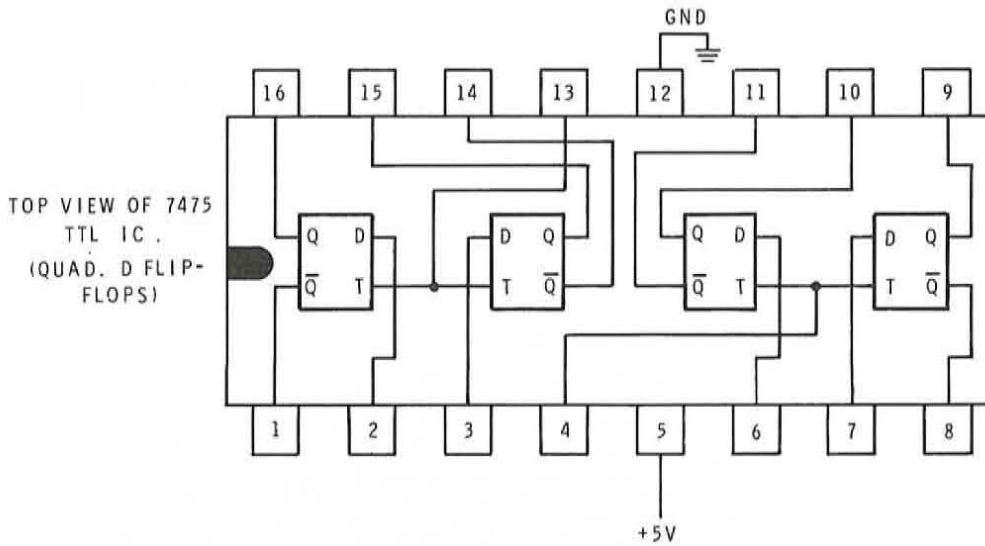 GND
16 15 14 13 12 11 10 9
TOP VIEW OF 7475
TTL IC.
(QUAD. D FLIP-
FLOPS)
Q D D Q Q D D Q
Q̅ T T Q̅ Q̅ T T Q̅
1 2 3 4 5 6 7 8
+5V